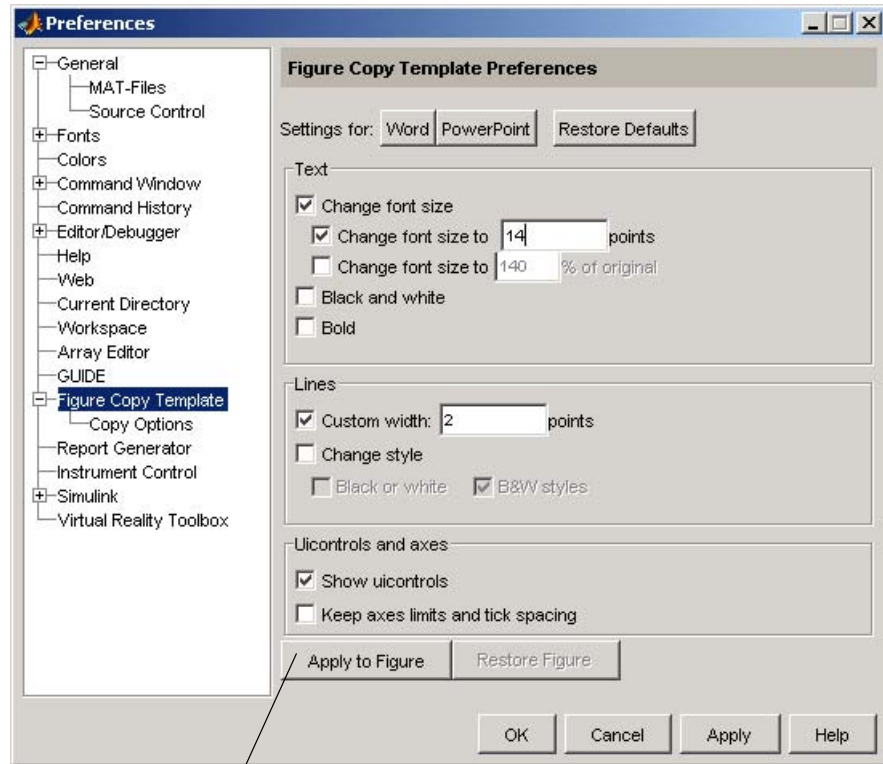 Preferences
General
MAT-Files
Source Control
Fonts
Colors
Command Window
Command History
Editor/Debugger
Help
Web
Current Directory
Workspace
Array Editor
GUIDE
Figure Copy Template
Copy Options
Report Generator
Instrument Control
Simulink
Virtual Reality Toolbox
Figure Copy Template Preferences
Settings for: Word PowerPoint Restore Defaults
Text
Change font size
Change font size to 14 points
Change font size to 140 % of original
Black and white
Bold
Lines
Custom width: 2 points
Change style
Black or white B&W styles
Uicontrols and axes
Show uicontrols
Keep axes limits and tick spacing
Apply to Figure Restore Figure
OK Cancel Apply Help